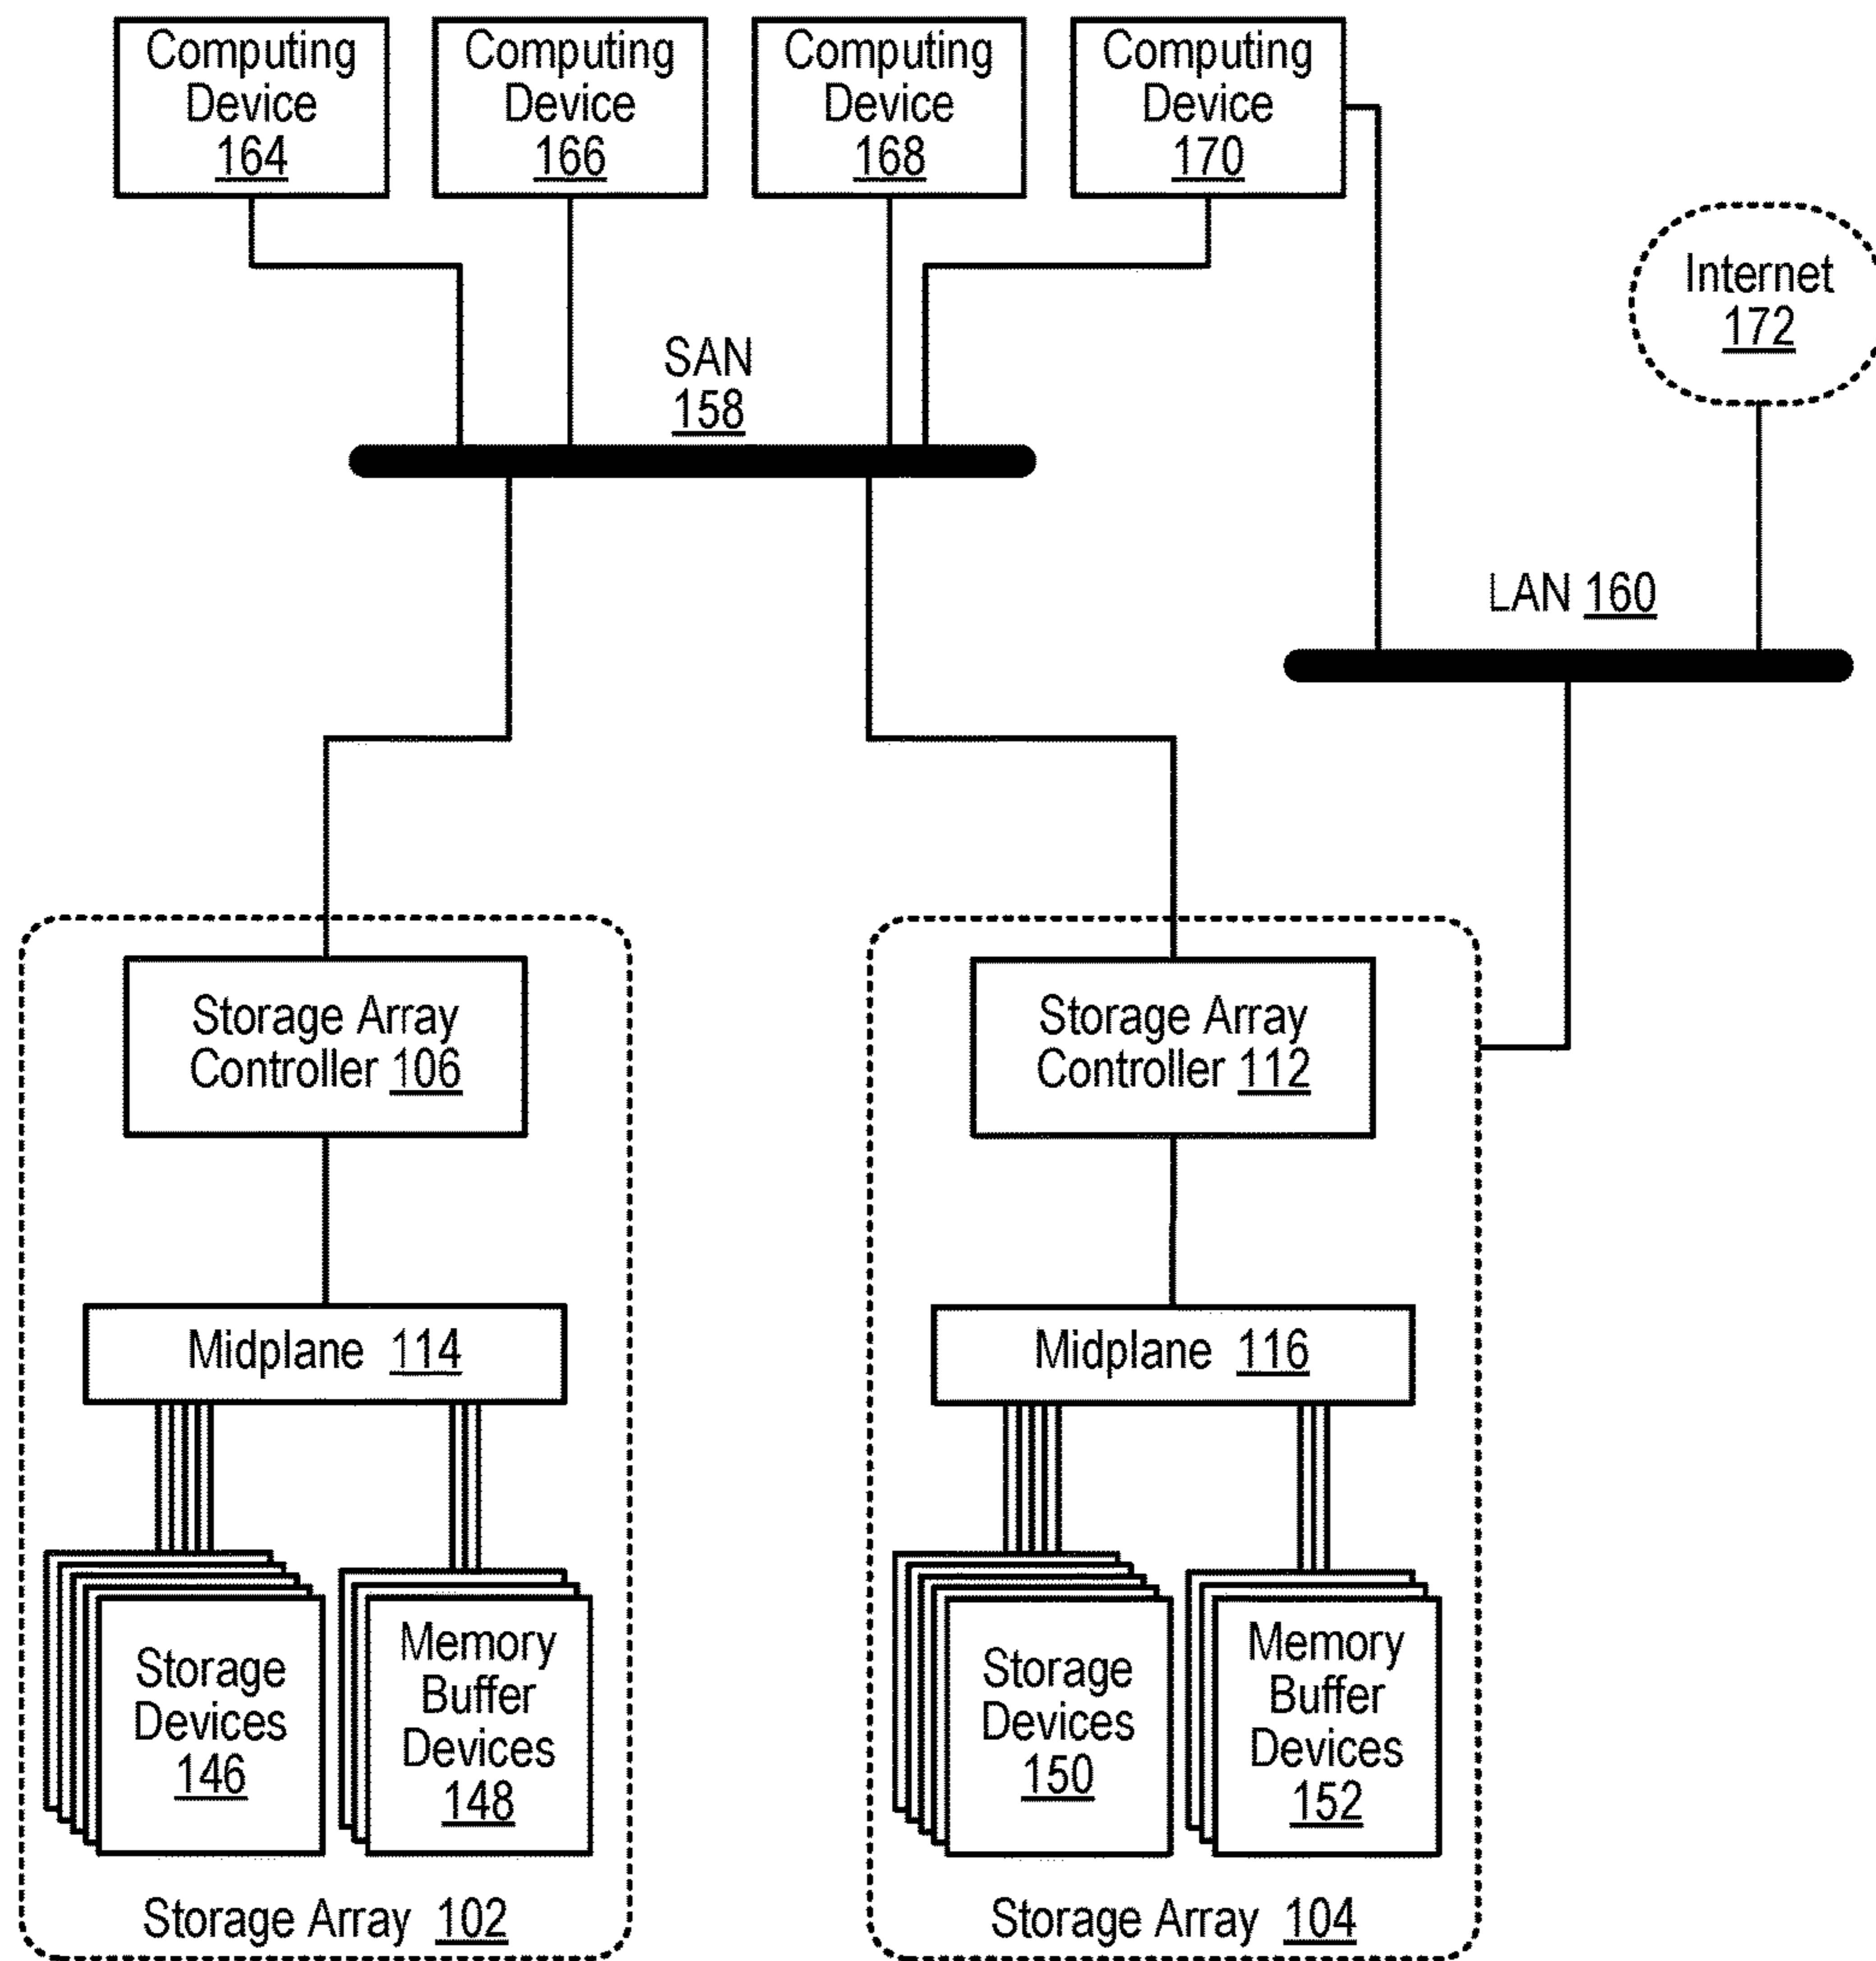 Computing
Device
164
Computing
Device
166
Computing
Device
168
Computing
Device
170
Internet
172
SAN
158
LAN 160
Storage Array
Controller 106
Storage Array
Controller 112
Midplane 114
Midplane 116
Storage
Devices
146
Memory
Buffer
Devices
148
Storage
Devices
150
Memory
Buffer
Devices
152
Storage Array 102
Storage Array 104